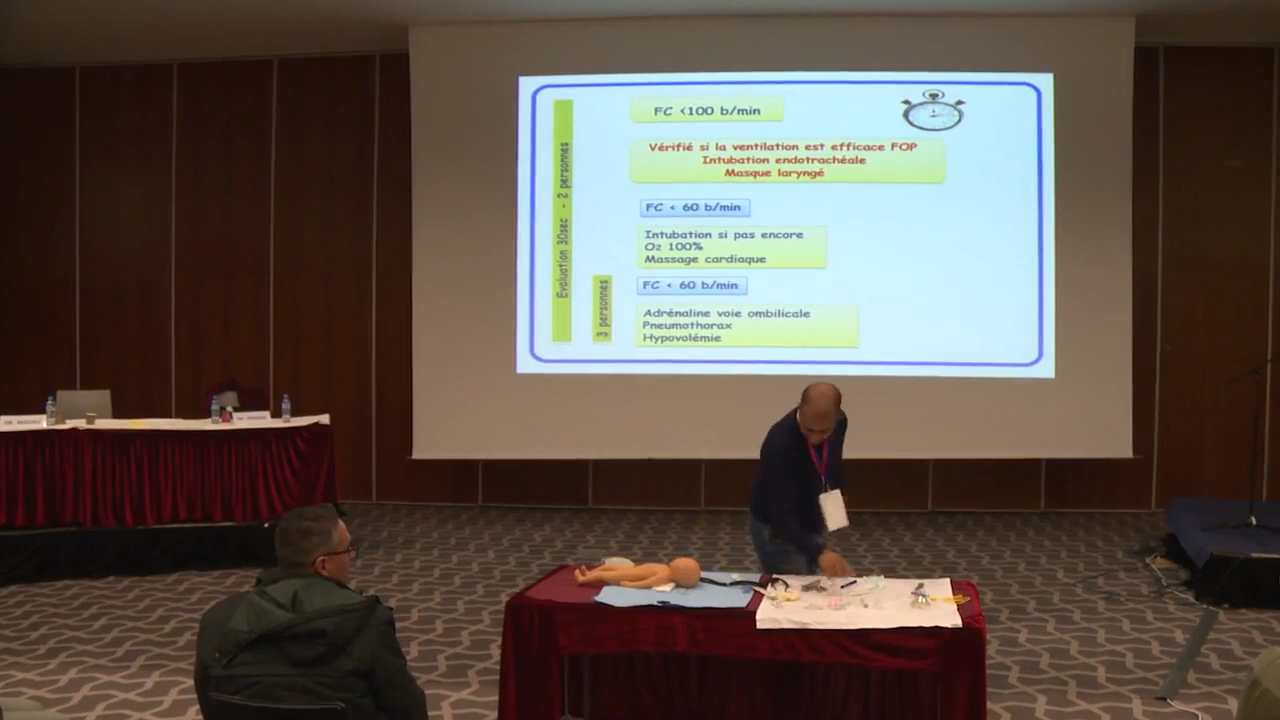 FC <100 b/min
Vérifié si la ventilation est efficace FOP
Intubation endotrachéale
Masque laryngé
Evaluation 30sec - 2 personnes
FC < 60 b/min
Intubation si pas encore
O2 100%
Massage cardiaque
FC < 60 b/min
3 personnes
Adrénaline voie ombilicale
Pneumothorax
Hypovolémie